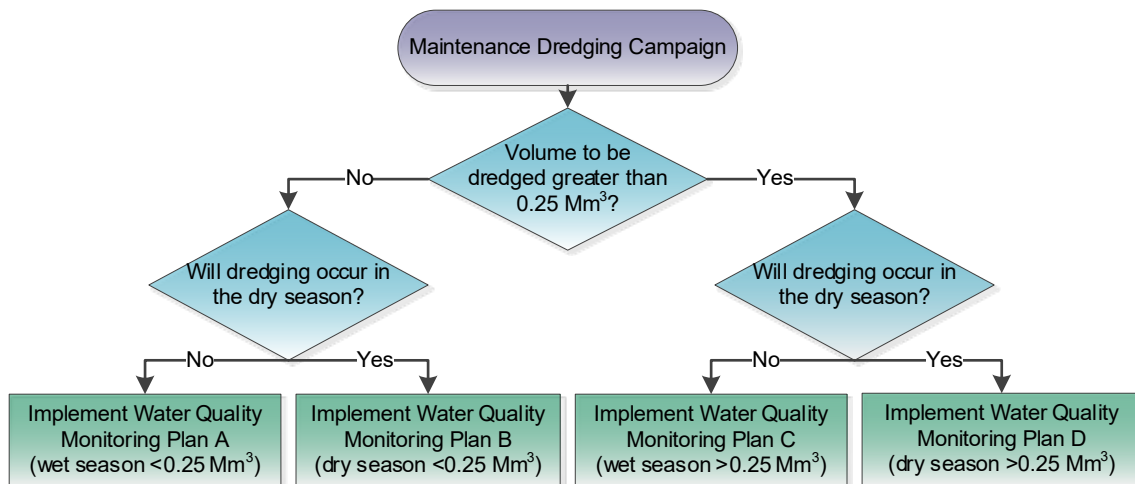 Maintenance Dredging Campaign
Volume to be
dredged greater than
0.25 Mm³?
No
Yes
Will dredging occur in
the dry season?
Will dredging occur in
the dry season?
No
Yes
No
Yes
Implement Water Quality
Monitoring Plan A
(wet season <0.25 Mm³)
Implement Water Quality
Monitoring Plan B
(dry season <0.25 Mm³)
Implement Water Quality
Monitoring Plan C
(wet season >0.25 Mm³)
Implement Water Quality
Monitoring Plan D
(dry season >0.25 Mm³)